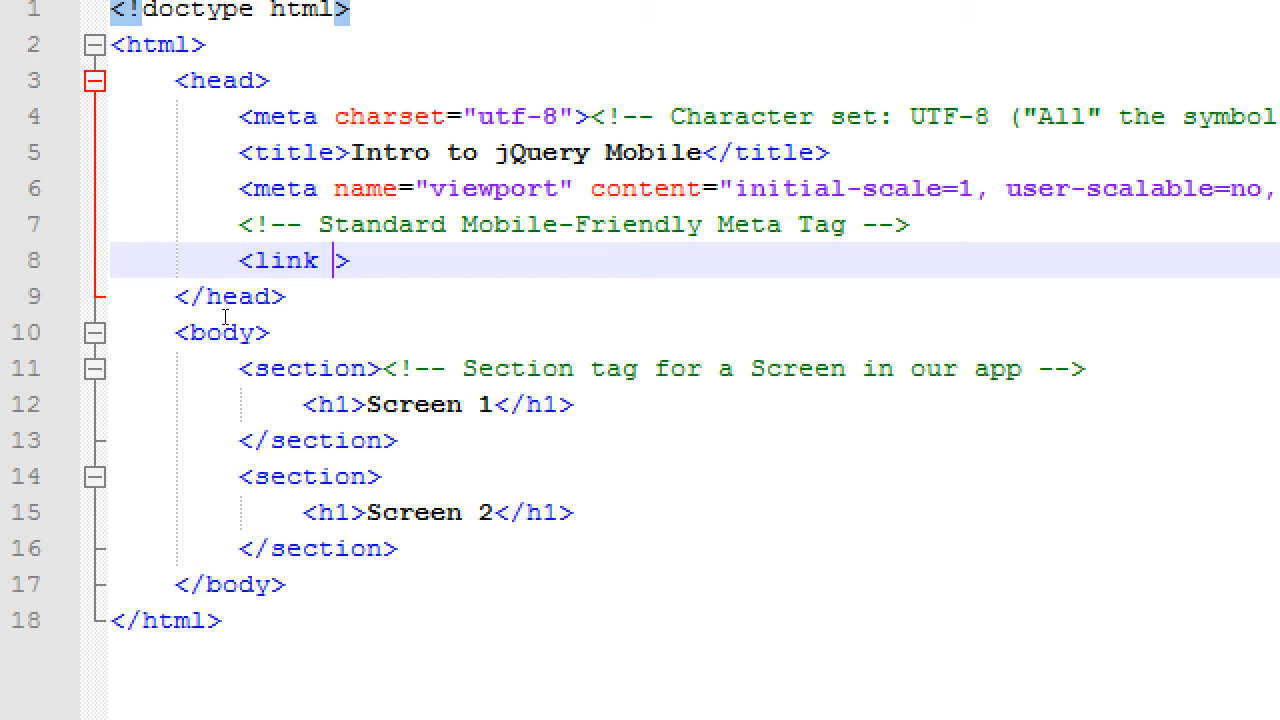 1 <!doctype html>
2 <html>
3 <head>
4 <meta charset="utf-8"><!-- Character set: UTF-8 ("All" the symbol
5 <title>Intro to jQuery Mobile</title>
6 <meta name="viewport" content="initial-scale=1, user-scalable=no,
7 <!-- Standard Mobile-Friendly Meta Tag -->
8 <link >
9 </head>
10 <body>
11 <section><!-- Section tag for a Screen in our app -->
12 <h1>Screen 1</h1>
13 </section>
14 <section>
15 <h1>Screen 2</h1>
16 </section>
17 </body>
18 </html>